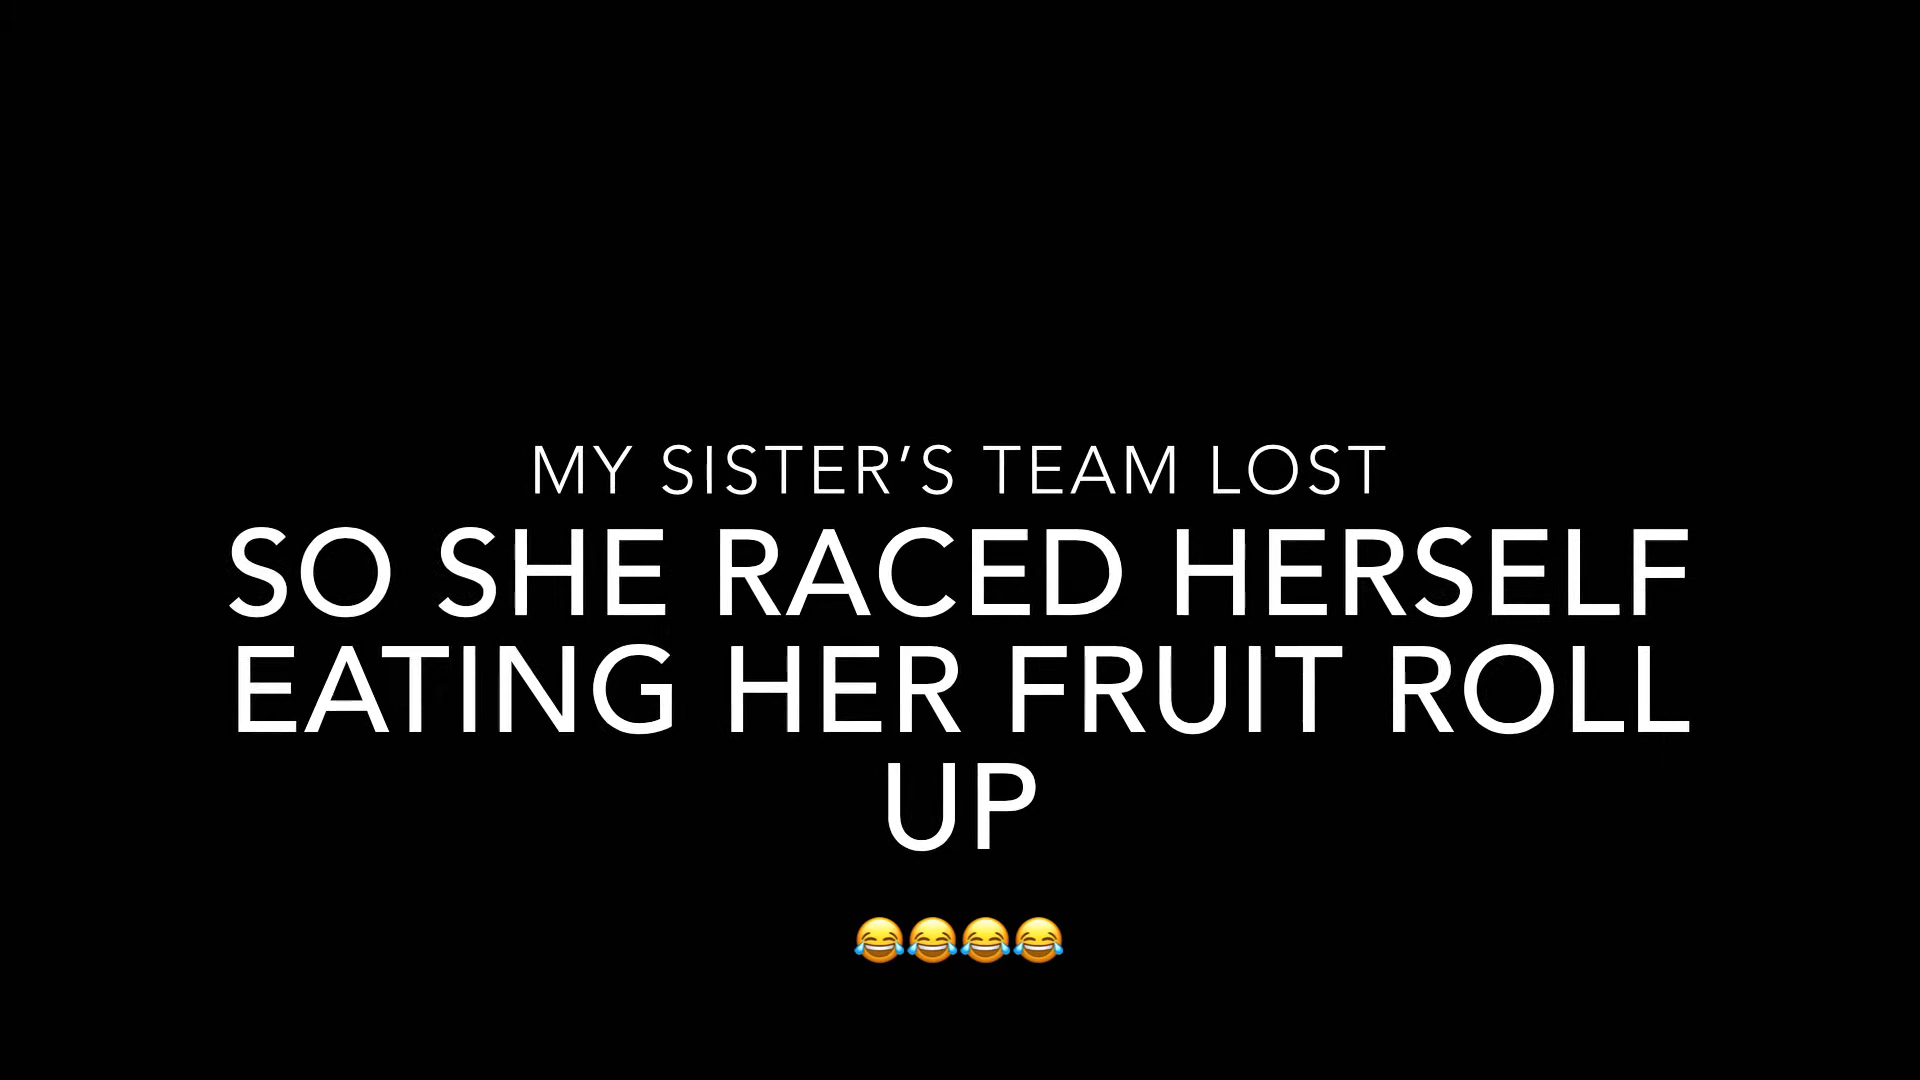 MY SISTER’S TEAM LOST
SO SHE RACED HERSELF
EATING HER FRUIT ROLL
UP
😂😂😂😂